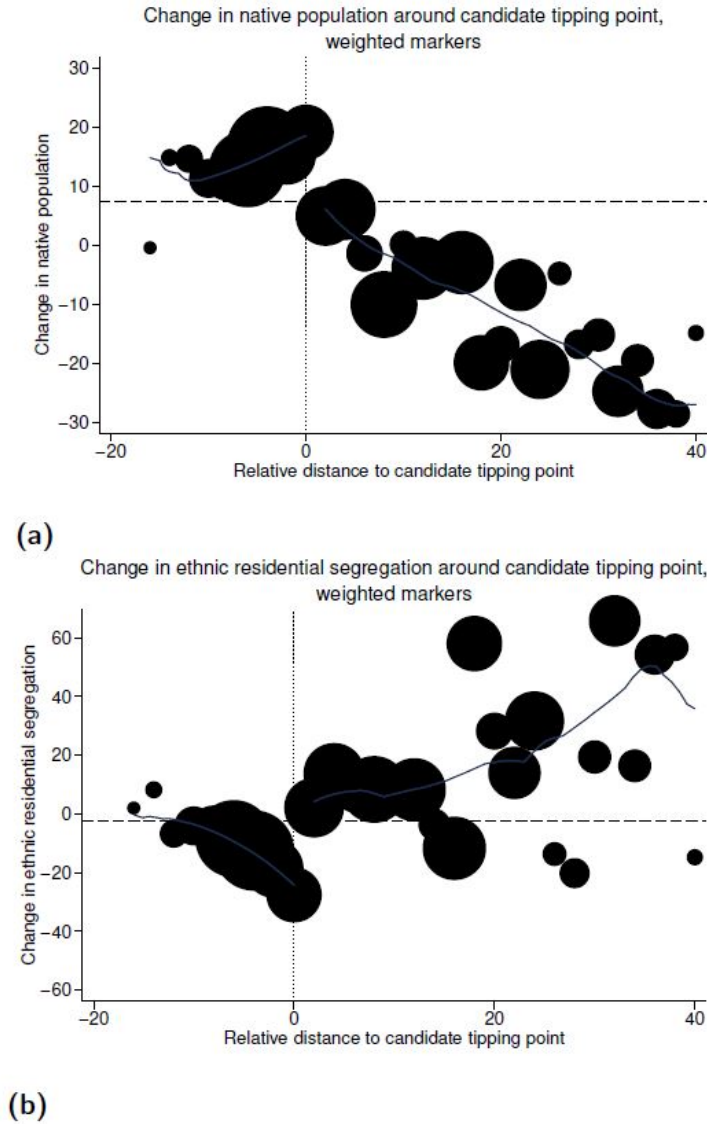 Change in native population around candidate tipping point,
weighted markers
30
20
10
0
−10
−20
−30
Change in native population
−20
0
20
40
Relative distance to candidate tipping point
(a)
Change in ethnic residential segregation around candidate tipping point,
weighted markers
60
40
20
0
−20
−40
−60
Change in ethnic residential segregation
−20
0
20
40
Relative distance to candidate tipping point
(b)